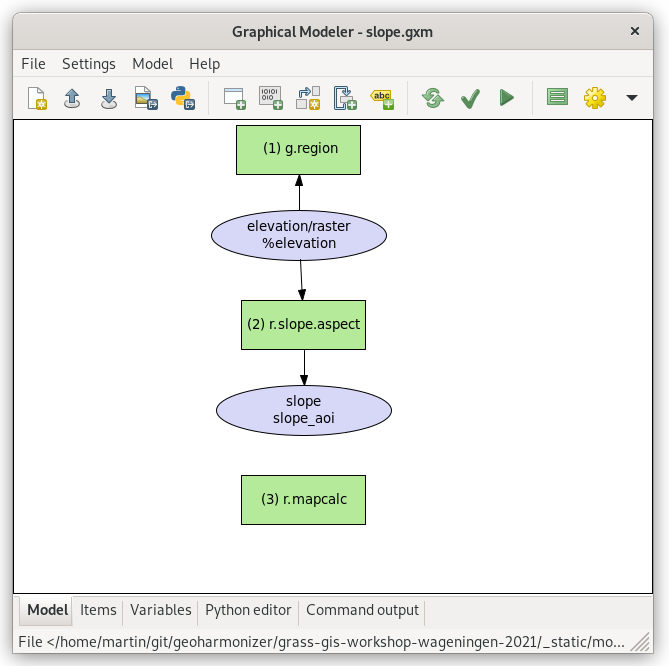 Graphical Modeler - slope.gxm
File Settings Model Help
abc
(1) g.region
elevation/raster
%elevation
(2) r.slope.aspect
slope
slope_aoi
(3) r.mapcalc
Model Items Variables Python editor Command output
File </home/martin/git/geoharmonizer/grass-gis-workshop-wageningen-2021/_static/mo...